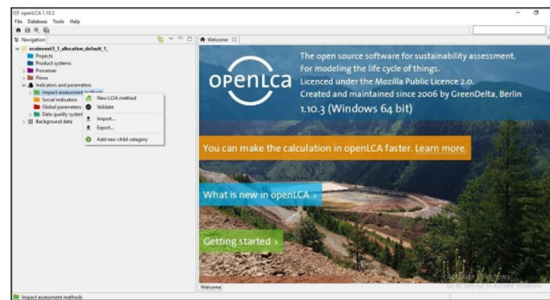 openLCA 1.10.3
File Database Tools Help
Navigation
Welcome
ecoinvent3_1_allocation_default_1_
Projects
Product systems
Processes
Flows
Indicators and parameters
Impact assessment methods
Social indicators
Global parameters
Data quality systems
Background data
New LCIA method
Validate
Import...
Export...
Add new child category
openLCA
The open source software for sustainability assessment.
For modeling the life cycle of things.
Licenced under the Mozilla Public Licence 2.0.
Created and maintained since 2006 by GreenDelta, Berlin
1.10.3 (Windows 64 bit)
You can make the calculation in openLCA faster. Learn more.
What is new in openLCA >
Getting started >
Welcome
Impact assessment methods